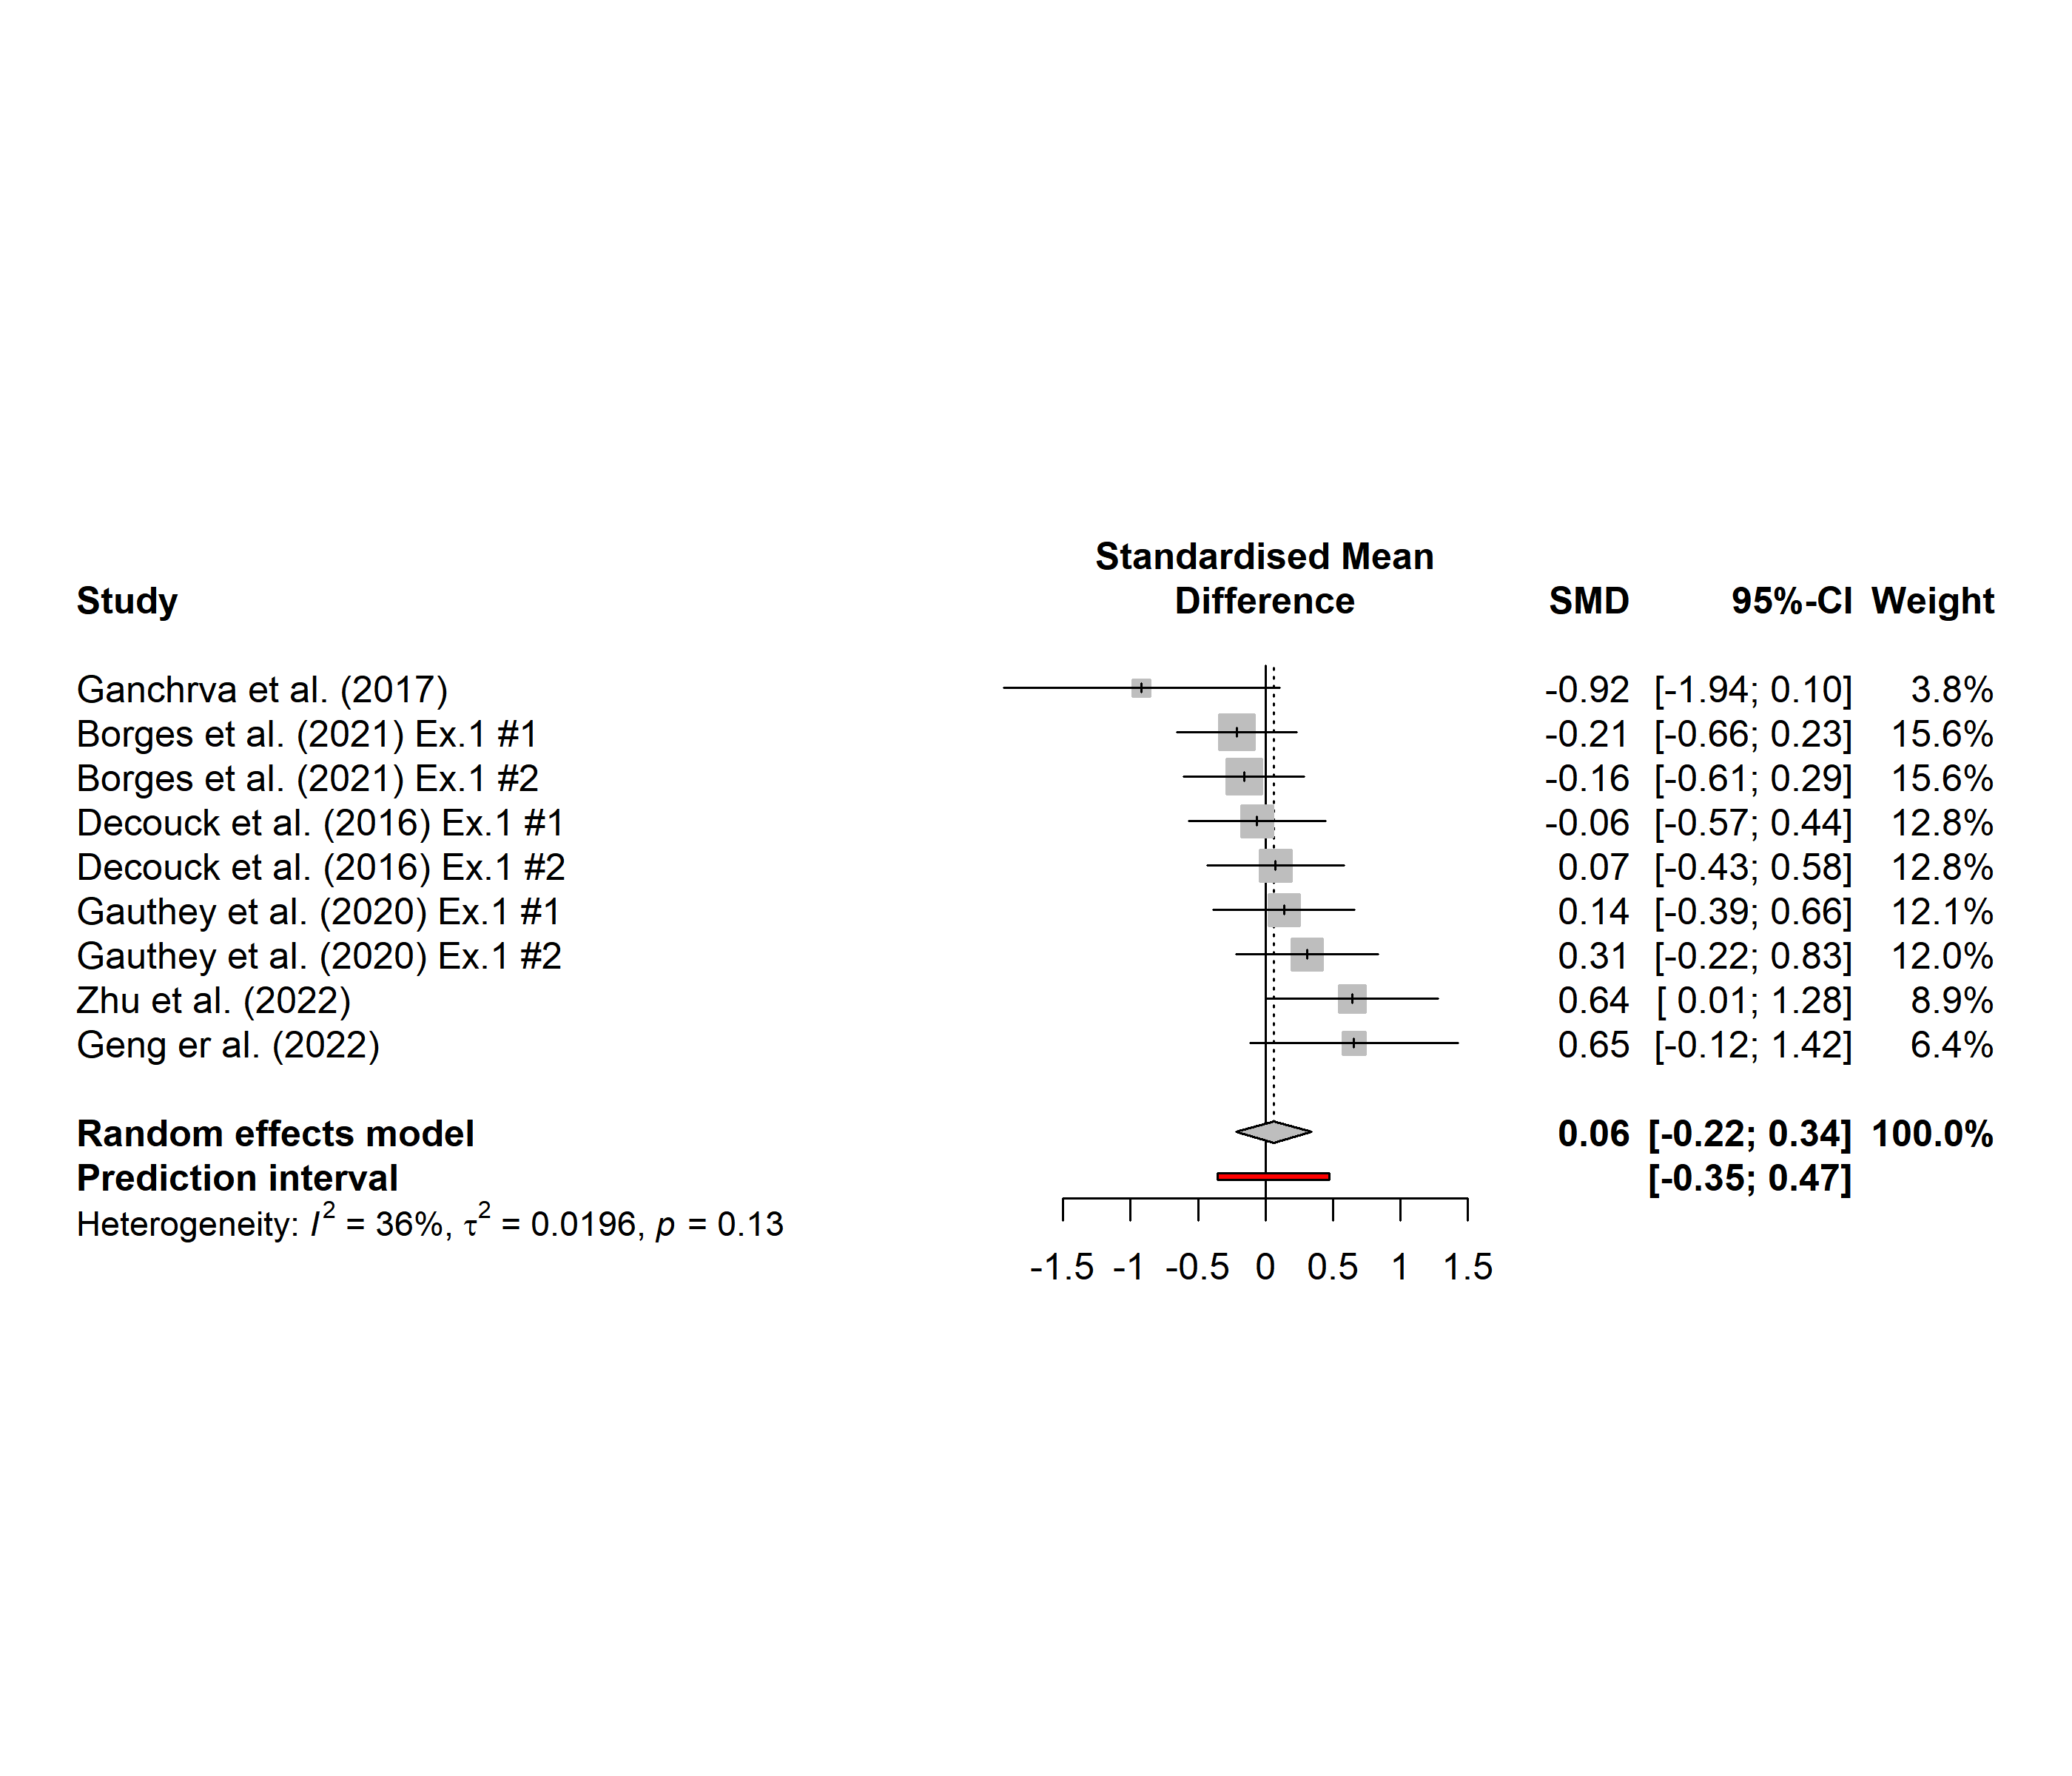 Standardised Mean
Study Difference SMD 95%-CI Weight
Ganchrva et al. (2017) -0.92 [-1.94; 0.10] 3.8%
Borges et al. (2021) Ex.1 #1 -0.21 [-0.66; 0.23] 15.6%
Borges et al. (2021) Ex.1 #2 -0.16 [-0.61; 0.29] 15.6%
Decouck et al. (2016) Ex.1 #1 -0.06 [-0.57; 0.44] 12.8%
Decouck et al. (2016) Ex.1 #2 0.07 [-0.43; 0.58] 12.8%
Gauthey et al. (2020) Ex.1 #1 0.14 [-0.39; 0.66] 12.1%
Gauthey et al. (2020) Ex.1 #2 0.31 [-0.22; 0.83] 12.0%
Zhu et al. (2022) 0.64 [ 0.01; 1.28] 8.9%
Geng er al. (2022) 0.65 [-0.12; 1.42] 6.4%
Random effects model 0.06 [-0.22; 0.34] 100.0%
Prediction interval [-0.35; 0.47]
Heterogeneity: I² = 36%, τ² = 0.0196, p = 0.13
-1.5 -1 -0.5 0 0.5 1 1.5